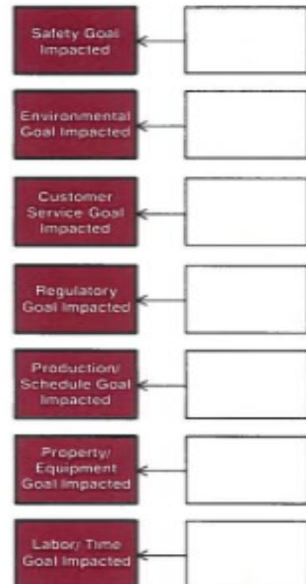 Safety Goal
Impacted
Environmental
Goal Impacted
Customer
Service Goal
Impacted
Regulatory
Goal Impacted
Production/
Schedule Goal
Impacted
Property/
Equipment
Goal Impacted
Labor/ Time
Goal Impacted